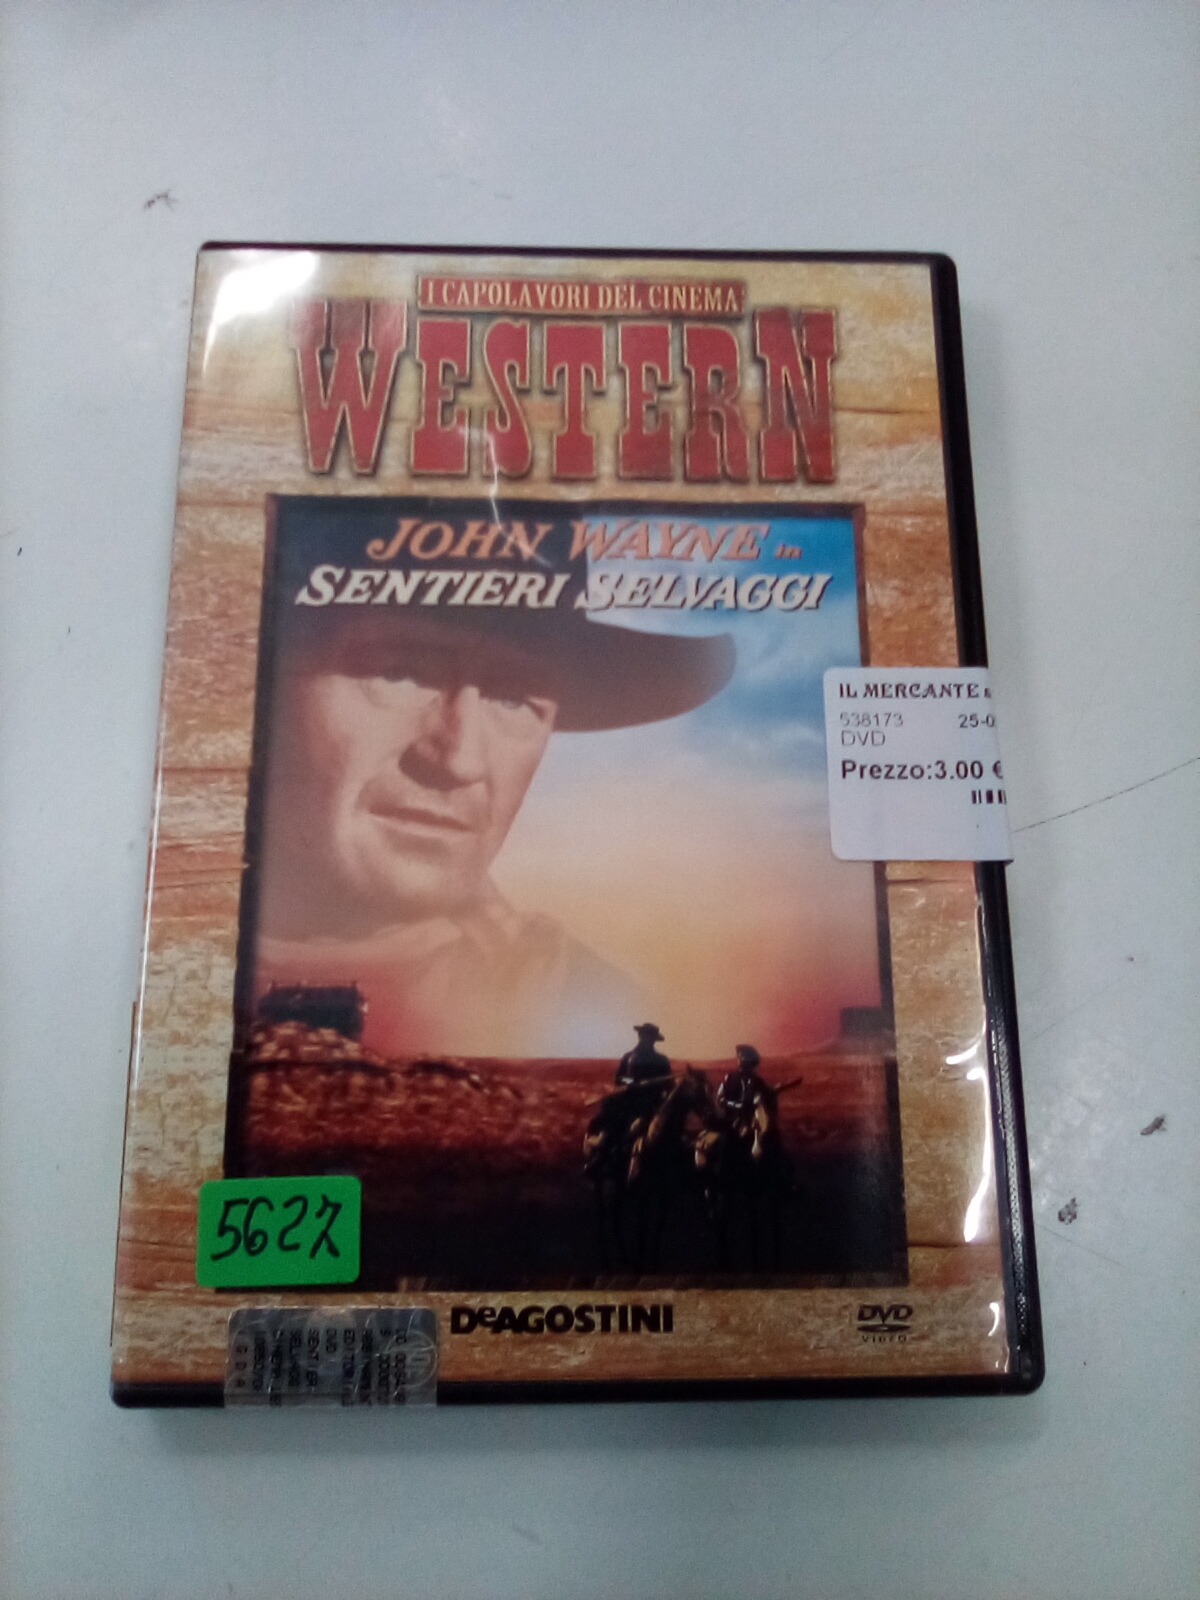 I CAPOLAVORI DEL CINEMA
WESTERN
JOHN WAYNE in
SENTIERI SELVAGGI
IL MERCANTE
538173 25-0
DVD
Prezzo:3.00 €
5627
DeAGOSTINI
DVD
VIDEO